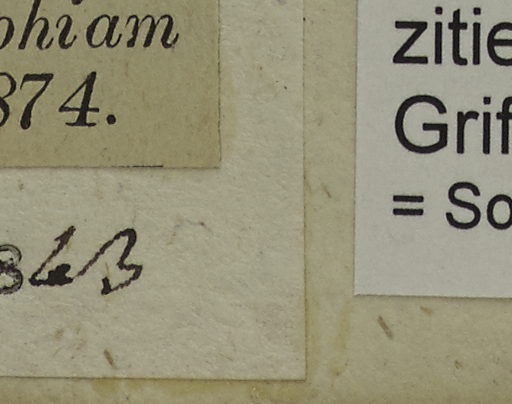 phiam
874.
zitie
Grif
= So